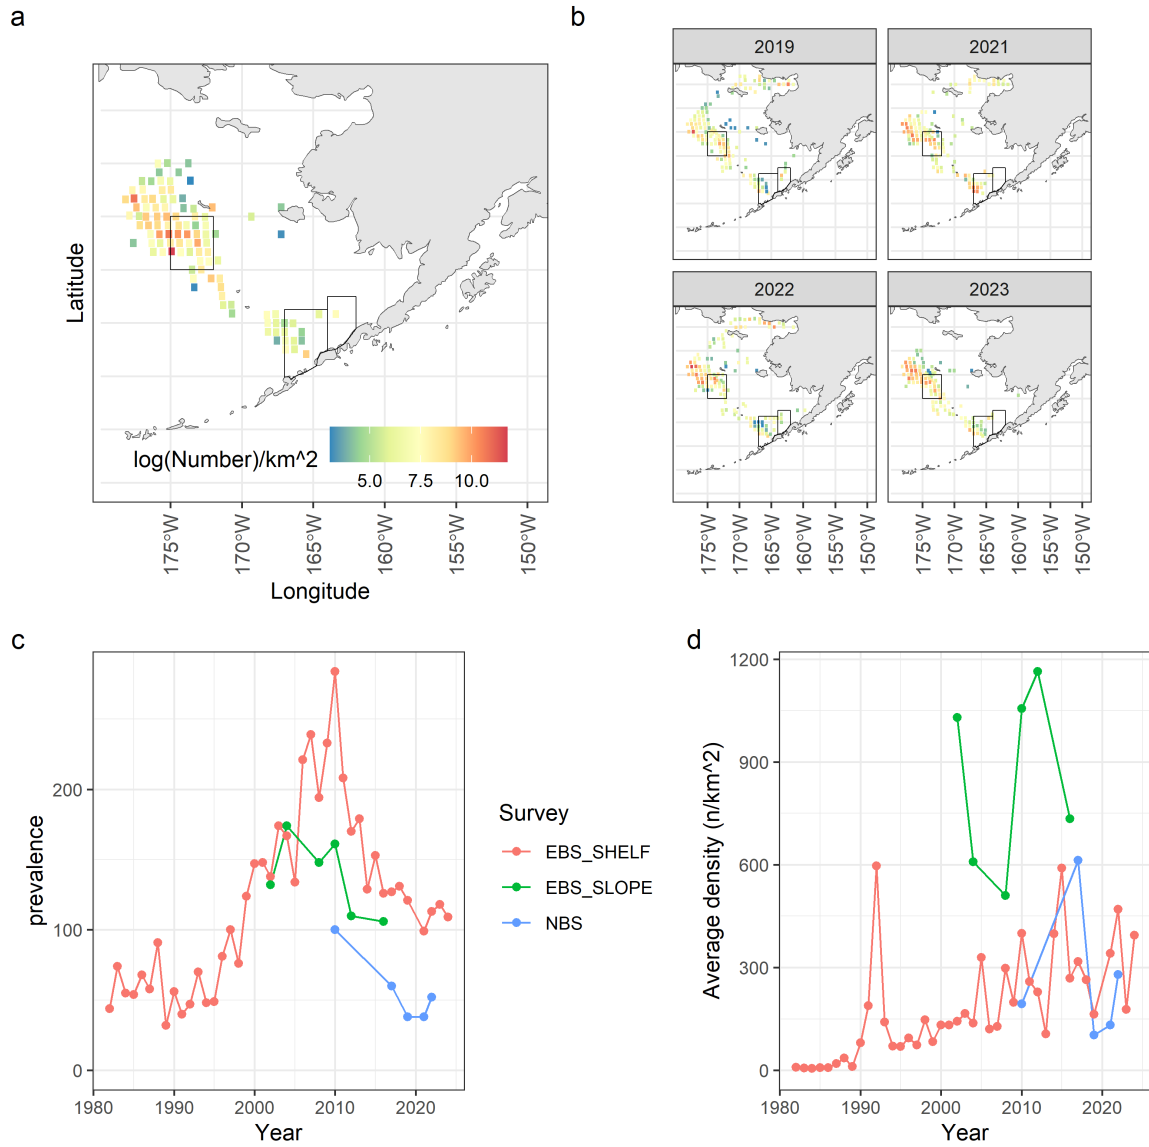 a
Latitude
log(Number)/km^2
5.0 7.5 10.0
175°W 170°W 165°W 160°W 155°W 150°W
Longitude
b
2019 2021
2022 2023
175°W 170°W 165°W 160°W 155°W 150°W 175°W 170°W 165°W 160°W 155°W 150°W
c
prevalence
200
100
0
1980 1990 2000 2010 2020
Year
Survey
EBS_SHELF
EBS_SLOPE
NBS
d
Average density (n/km^2)
1200
900
600
300
0
1980 1990 2000 2010 2020
Year